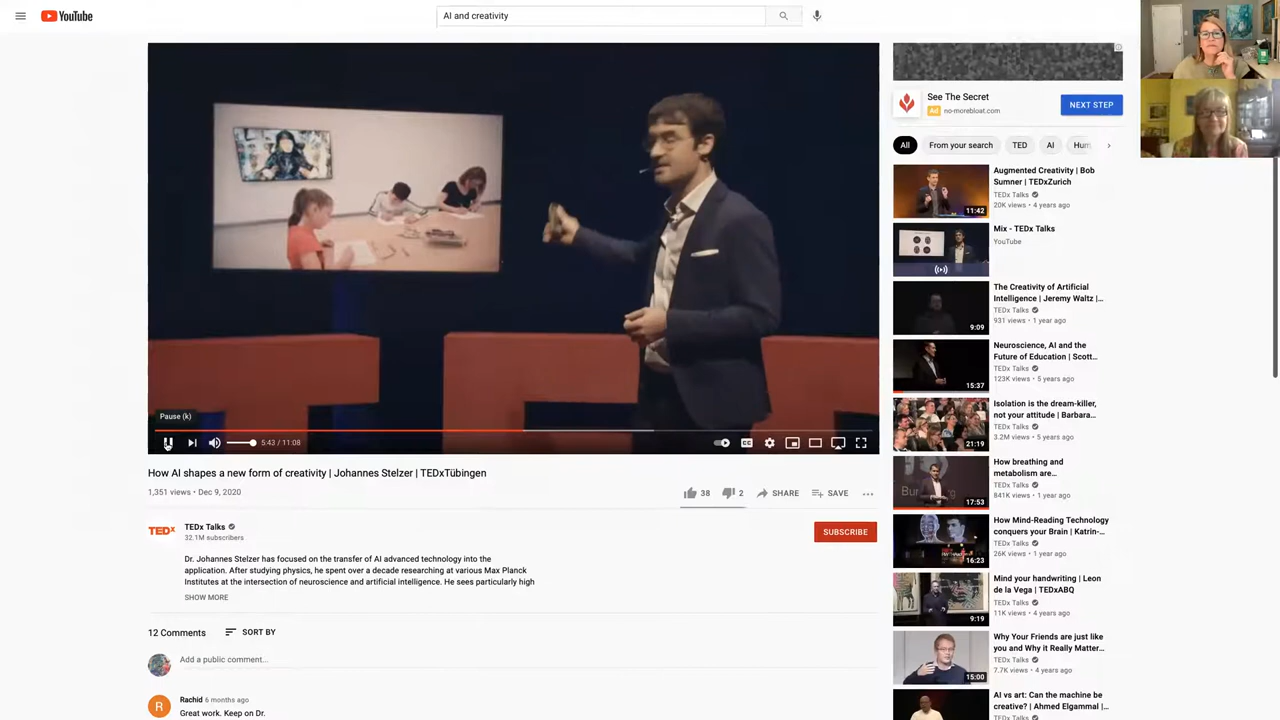 YouTube
AI and creativity
Pause (k)
5:43 / 11:08
How AI shapes a new form of creativity | Johannes Stelzer | TEDxTübingen
1,351 views • Dec 9, 2020
38
2
SHARE
SAVE
TEDx
TEDx Talks
32.1M subscribers
SUBSCRIBE
Dr. Johannes Stelzer has focused on the transfer of AI advanced technology into the
application. After studying physics, he spent over a decade researching at various Max Planck
Institutes at the intersection of neuroscience and artificial intelligence. He sees particularly high
SHOW MORE
12 Comments
SORT BY
Add a public comment...
R
Rachid 6 months ago
Great work. Keep on Dr.
See The Secret
Ad no-morebloat.com
NEXT STEP
All
From your search
TED
AI
Hum
Augmented Creativity | Bob
Sumner | TEDxZurich
TEDx Talks
20K views • 4 years ago
11:42
Mix - TEDx Talks
YouTube
The Creativity of Artificial
Intelligence | Jeremy Waltz |...
TEDx Talks
931 views • 1 year ago
9:09
Neuroscience, AI and the
Future of Education | Scott...
TEDx Talks
123K views • 5 years ago
15:37
Isolation is the dream-killer,
not your attitude | Barbara...
TEDx Talks
3.2M views • 5 years ago
21:19
How breathing and
metabolism are...
TEDx Talks
841K views • 1 year ago
17:53
How Mind-Reading Technology
conquers your Brain | Katrin-...
TEDx Talks
26K views • 1 year ago
16:23
Mind your handwriting | Leon
de la Vega | TEDxABQ
TEDx Talks
11K views • 4 years ago
9:19
Why Your Friends are just like
you and Why it Really Matter...
TEDx Talks
7.7K views • 4 years ago
15:00
AI vs art: Can the machine be
creative? | Ahmed Elgammal |...
TEDx Talks